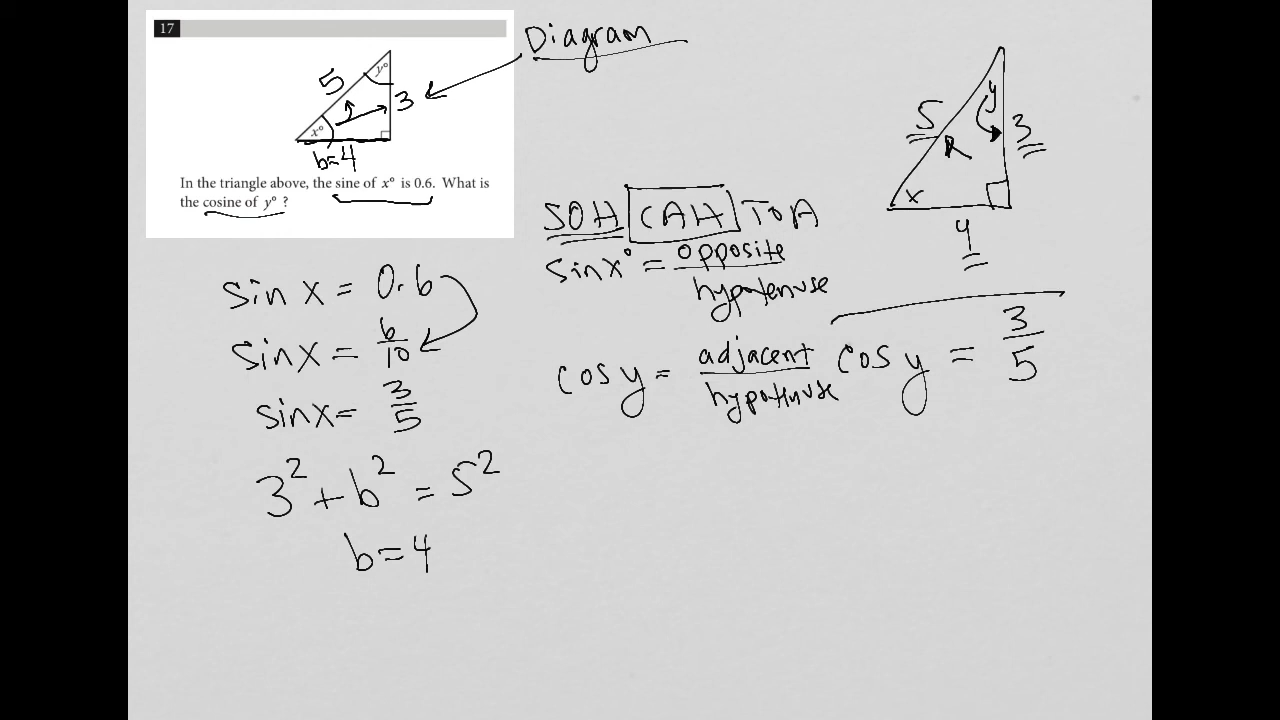 17
Diagram
y°
5
3
x°
b=4
In the triangle above, the sine of x° is 0.6. What is
the cosine of y° ?
y
5
3
x
4
SOH CAH TOA
sin x° = opposite / hypotenuse
sin x = 0.6
sin x = 6/10
sin x = 3/5
cos y = adjacent / hypotenuse
cos y = 3/5
3² + b² = 5²
b = 4